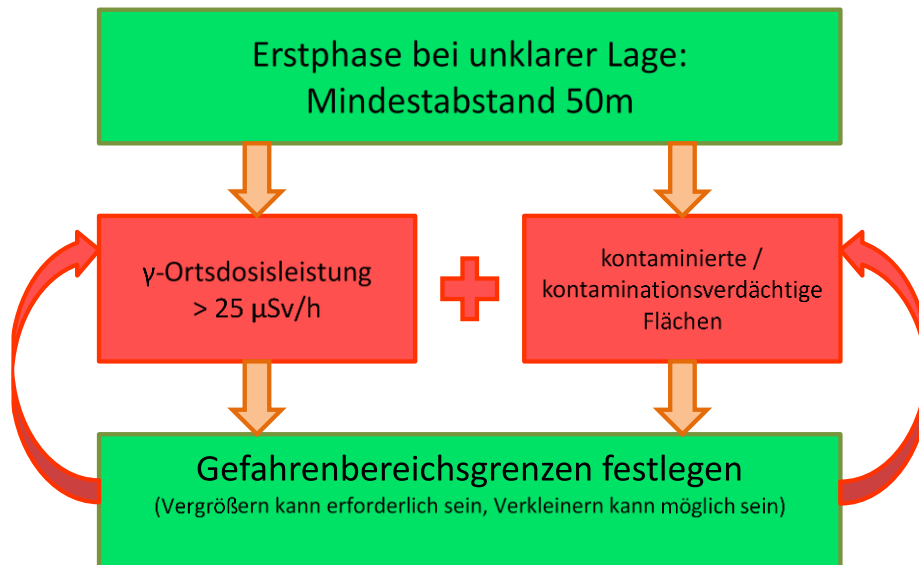 Erstphase bei unklarer Lage:
Mindestabstand 50m
γ-Ortsdosisleistung
> 25 µSv/h
kontaminierte /
kontaminationsverdächtige
Flächen
Gefahrenbereichsgrenzen festlegen
(Vergrößern kann erforderlich sein, Verkleinern kann möglich sein)